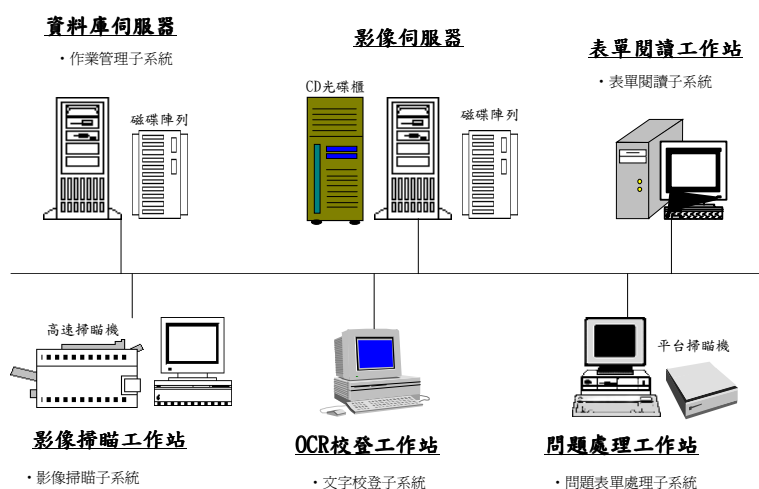 資料庫伺服器
・作業管理子系統
磁碟陣列
影像伺服器
CD光碟櫃
磁碟陣列
表單閱讀工作站
・表單閱讀子系統
高速掃瞄機
影像掃瞄工作站
・影像掃瞄子系統
OCR校登工作站
・文字校登子系統
平台掃瞄機
問題處理工作站
・問題表單處理子系統